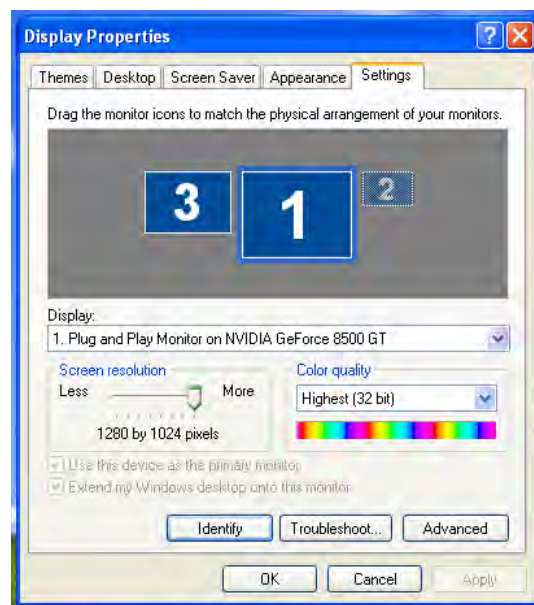 Display Properties
Themes Desktop Screen Saver Appearance Settings
Drag the monitor icons to match the physical arrangement of your monitors.
3 1 2
Display:
1. Plug and Play Monitor on NVIDIA GeForce 8500 GT
Screen resolution Color quality
Less More Highest (32 bit)
1280 by 1024 pixels
Use this device as the primary monitor.
Extend my Windows desktop onto this monitor.
Identify Troubleshoot... Advanced
OK Cancel Apply